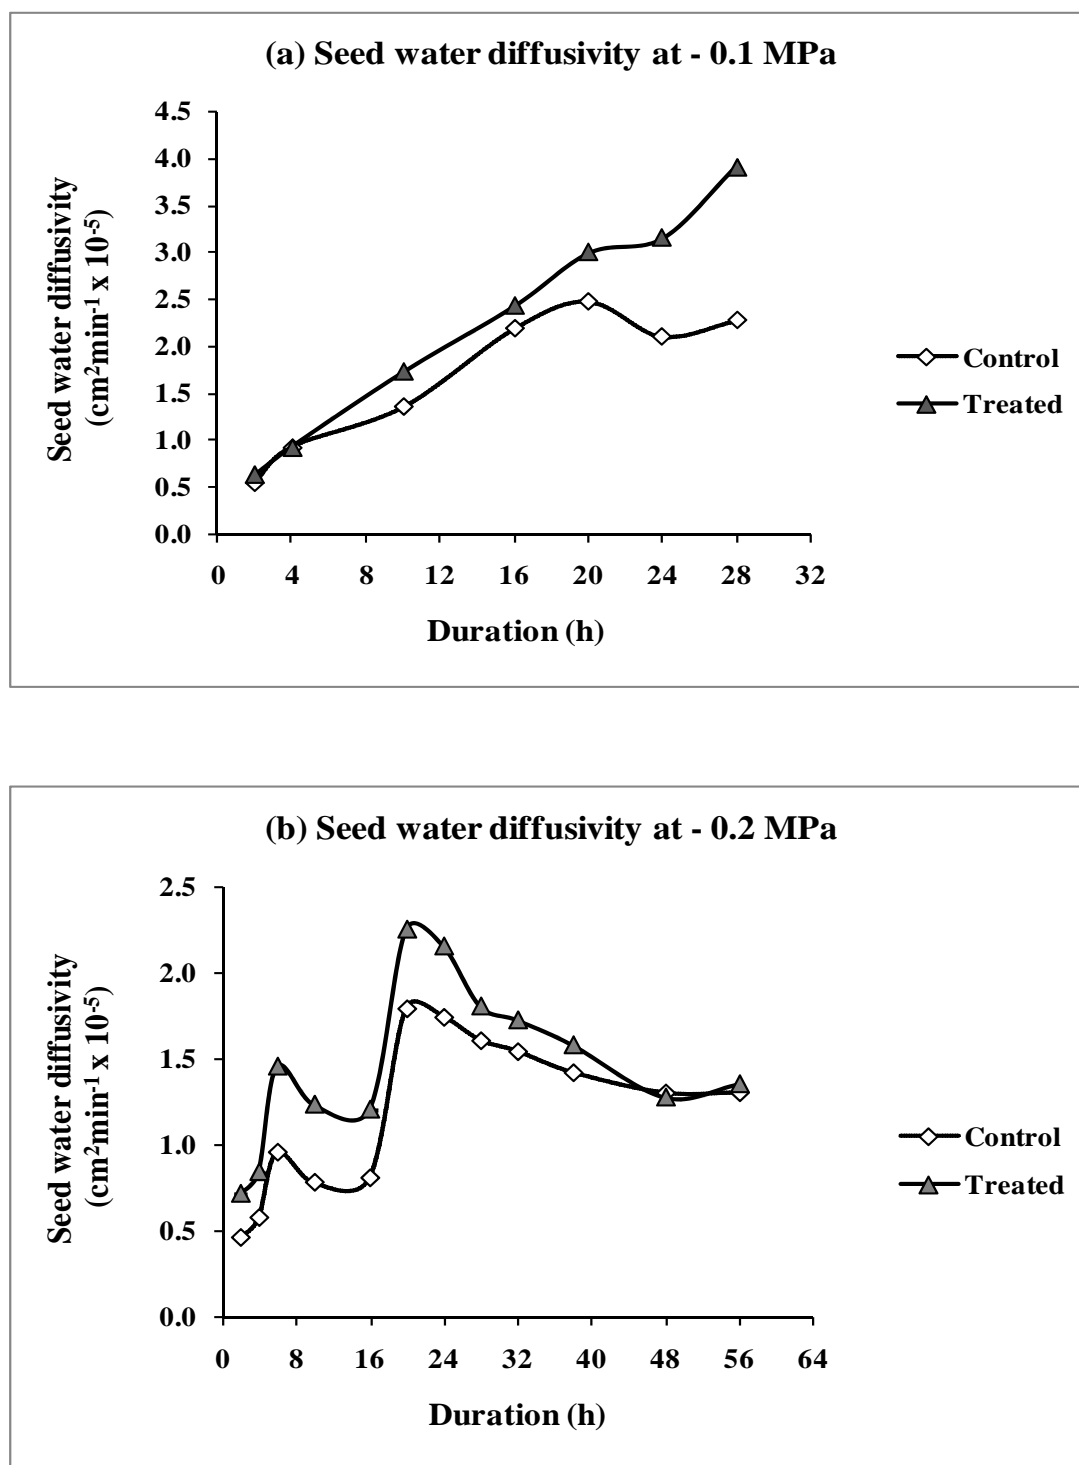 (a) Seed water diffusivity at - 0.1 MPa
Seed water diffusivity
(cm²min⁻¹ x 10⁻⁵)
4.5
4.0
3.5
3.0
2.5
2.0
1.5
1.0
0.5
0.0
0 4 8 12 16 20 24 28 32
Duration (h)
Control
Treated
(b) Seed water diffusivity at - 0.2 MPa
Seed water diffusivity
(cm²min⁻¹ x 10⁻⁵)
2.5
2.0
1.5
1.0
0.5
0.0
0 8 16 24 32 40 48 56 64
Duration (h)
Control
Treated